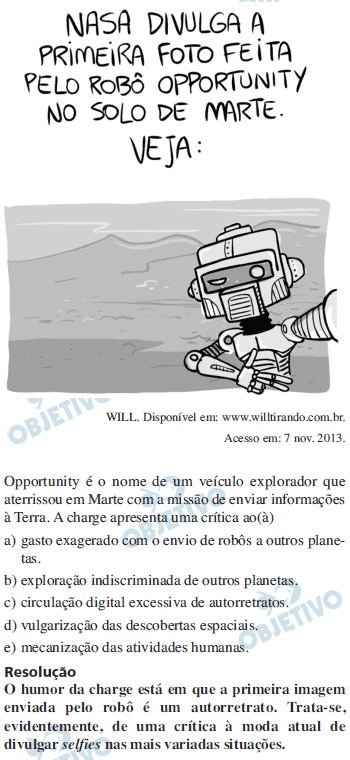 NASA DIVULGA A
PRIMEIRA FOTO FEITA
PELO ROBÔ OPPORTUNITY
NO SOLO DE MARTE.
VEJA:
WILL. Disponível em: www.willtirando.com.br.
Acesso em: 7 nov. 2013.
OBJETIVO
Opportunity é o nome de um veículo explorador que
aterrissou em Marte com a missão de enviar informações
à Terra. A charge apresenta uma crítica ao(à)
OBJETIVO
a) gasto exagerado com o envio de robôs a outros plane-
tas.
b) exploração indiscriminada de outros planetas.
c) circulação digital excessiva de autorretratos.
d) vulgarização das descobertas espaciais.
OBJETIVO
e) mecanização das atividades humanas.
Resolução
O humor da charge está em que a primeira imagem
enviada pelo robô é um autorretrato. Trata-se,
evidentemente, de uma crítica à moda atual de
divulgar selfies nas mais variadas situações.